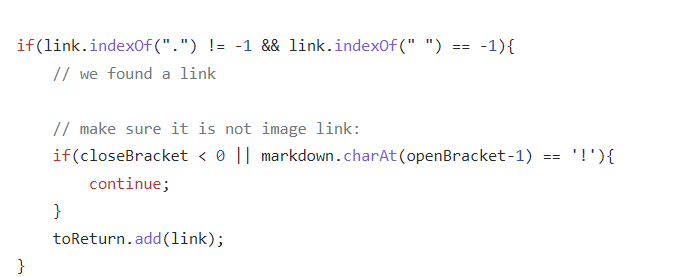 if(link.indexOf(".") != -1 && link.indexOf(" ") == -1){
    // we found a link

    // make sure it is not image link:
    if(closeBracket < 0 || markdown.charAt(openBracket-1) == '!'){
        continue;
    }
    toReturn.add(link);
}